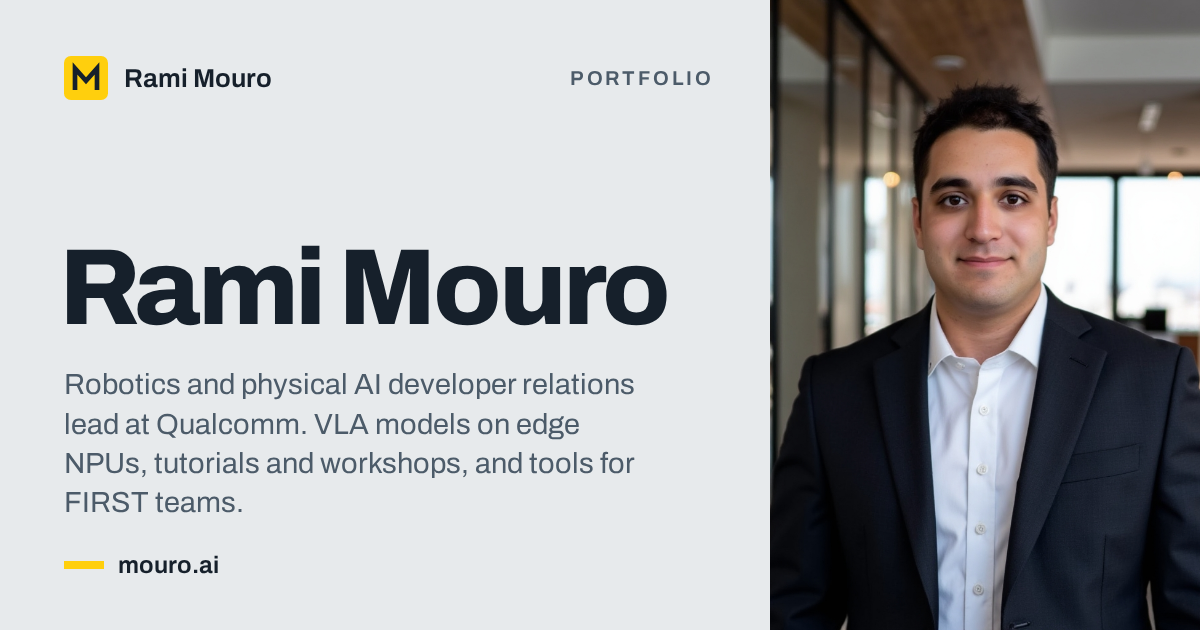 M
Rami Mouro
PORTFOLIO
Rami Mouro
Robotics and physical AI developer relations
lead at Qualcomm. VLA models on edge
NPUs, tutorials and workshops, and tools for
FIRST teams.
mouro.ai